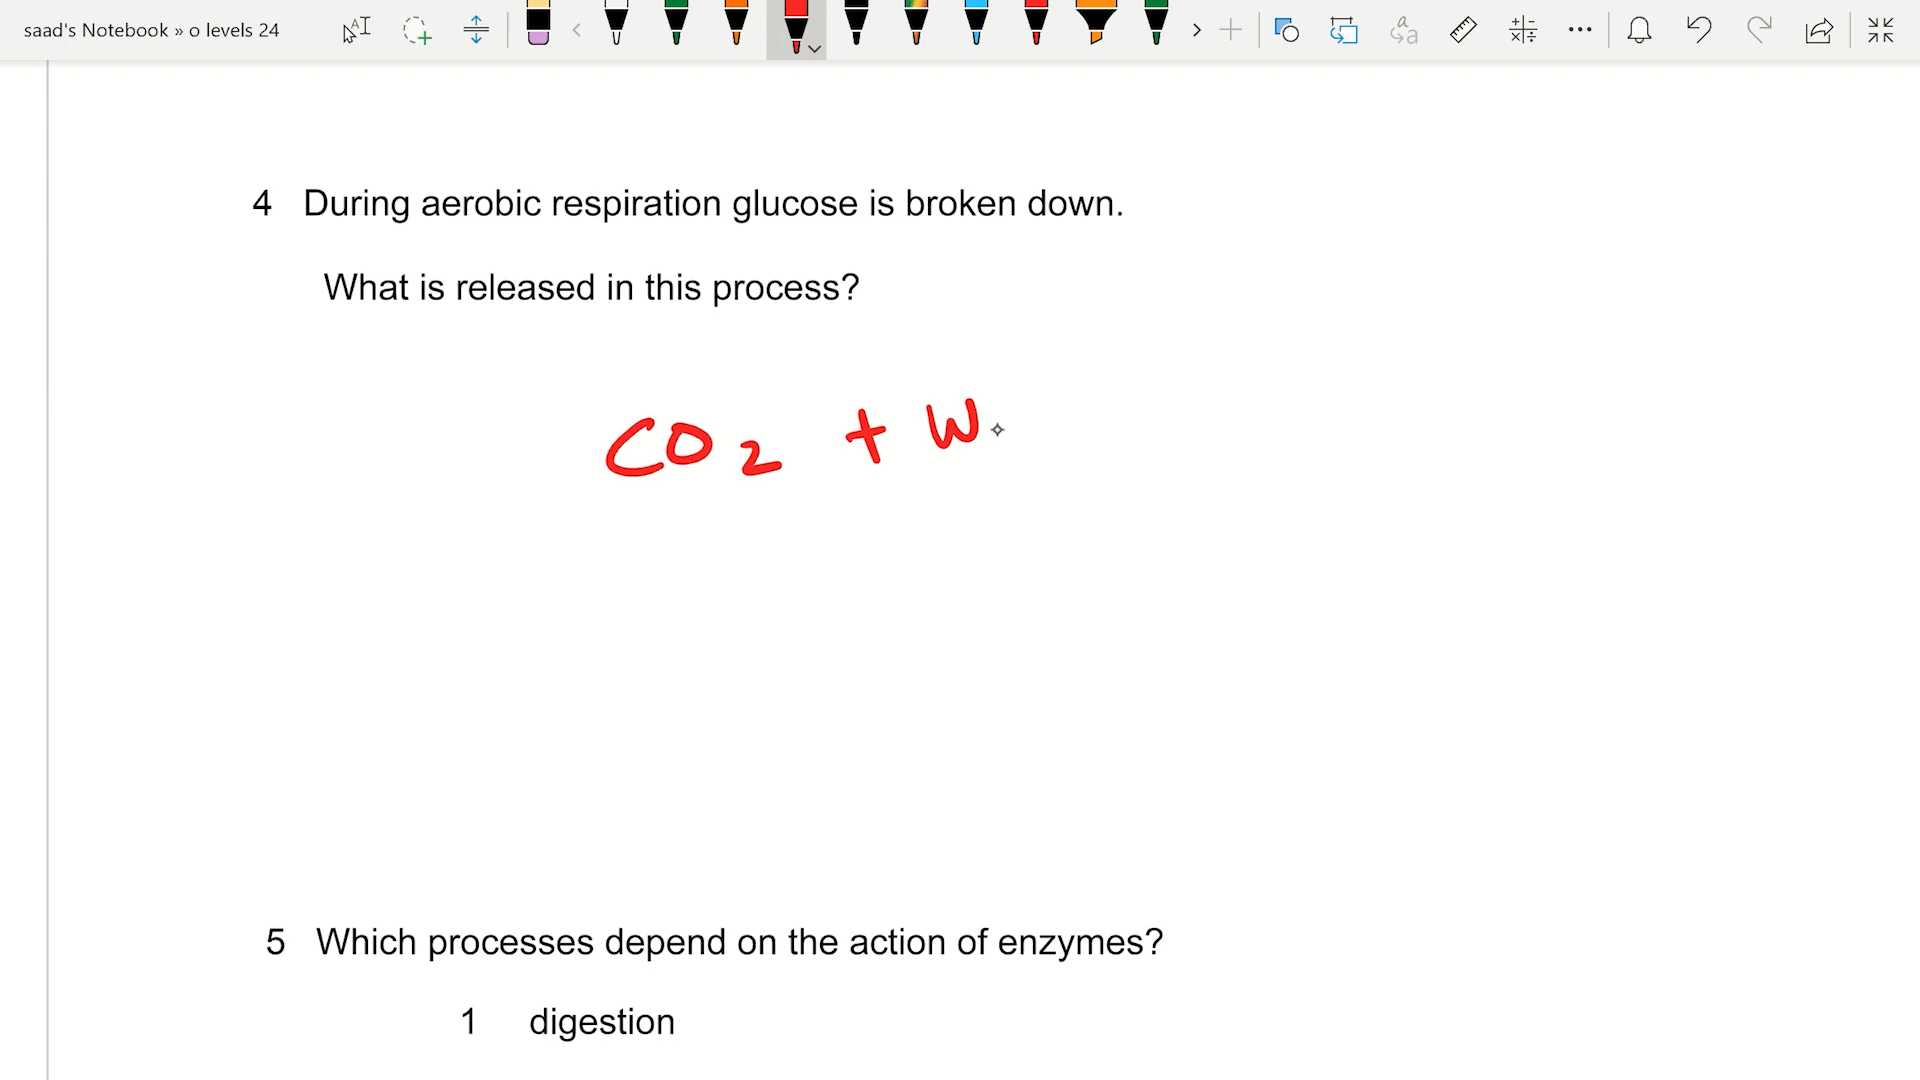 saad's Notebook » o levels 24
4 During aerobic respiration glucose is broken down.
What is released in this process?
CO₂ + W
5 Which processes depend on the action of enzymes?
1 digestion